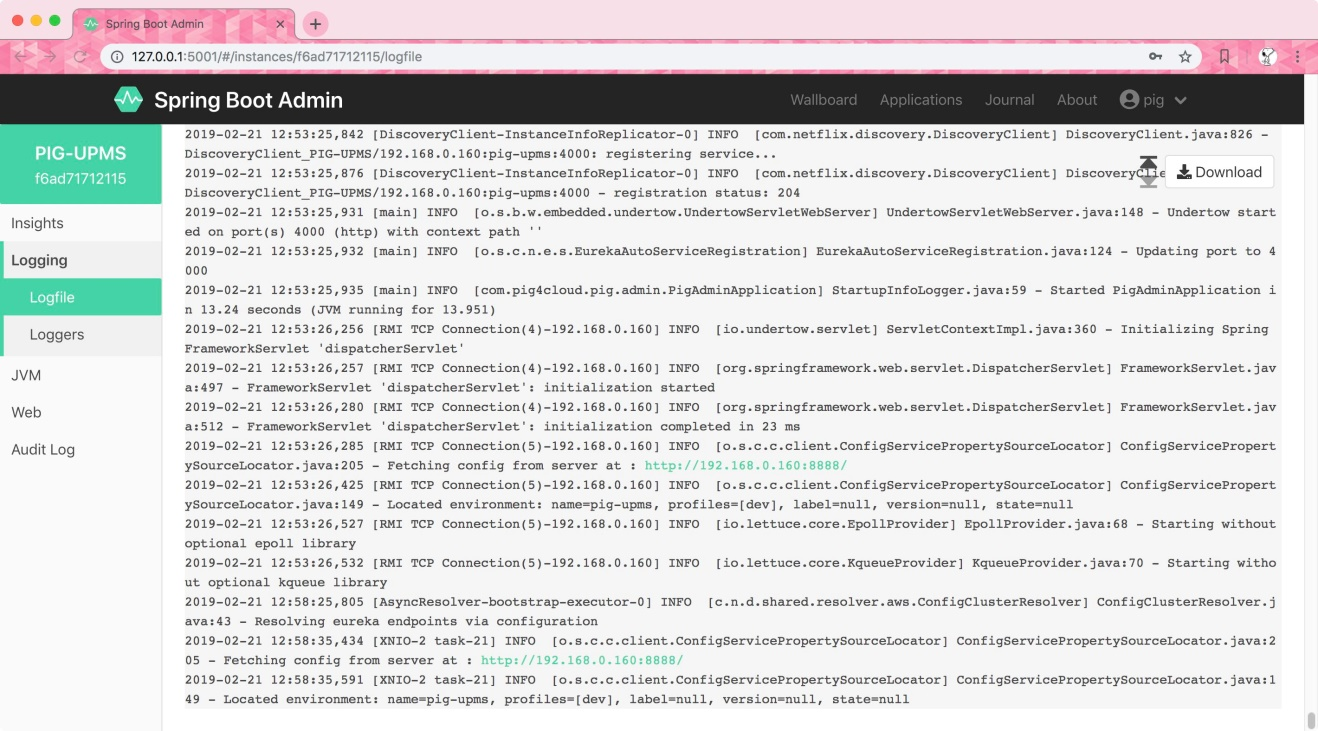 Spring Boot Admin
127.0.0.1:5001/#/instances/f6ad71712115/logfile
Spring Boot Admin
Wallboard
Applications
Journal
About
pig
PIG-UPMS
f6ad71712115
Insights
Logging
Logfile
Loggers
JVM
Web
Audit Log
Download
2019-02-21 12:53:25,842 [DiscoveryClient-InstanceInfoReplicator-0] INFO  [com.netflix.discovery.DiscoveryClient] DiscoveryClient.java:826 -
DiscoveryClient_PIG-UPMS/192.168.0.160:pig-upms:4000: registering service...
2019-02-21 12:53:25,876 [DiscoveryClient-InstanceInfoReplicator-0] INFO  [com.netflix.discovery.DiscoveryClient] DiscoveryClie
DiscoveryClient_PIG-UPMS/192.168.0.160:pig-upms:4000 - registration status: 204
2019-02-21 12:53:25,931 [main] INFO  [o.s.b.w.embedded.undertow.UndertowServletWebServer] UndertowServletWebServer.java:148 - Undertow start
ed on port(s) 4000 (http) with context path ''
2019-02-21 12:53:25,932 [main] INFO  [o.s.c.n.e.s.EurekaAutoServiceRegistration] EurekaAutoServiceRegistration.java:124 - Updating port to 4
000
2019-02-21 12:53:25,935 [main] INFO  [com.pig4cloud.pig.admin.PigAdminApplication] StartupInfoLogger.java:59 - Started PigAdminApplication i
n 13.24 seconds (JVM running for 13.951)
2019-02-21 12:53:26,256 [RMI TCP Connection(4)-192.168.0.160] INFO  [io.undertow.servlet] ServletContextImpl.java:360 - Initializing Spring
FrameworkServlet 'dispatcherServlet'
2019-02-21 12:53:26,257 [RMI TCP Connection(4)-192.168.0.160] INFO  [org.springframework.web.servlet.DispatcherServlet] FrameworkServlet.jav
a:497 - FrameworkServlet 'dispatcherServlet': initialization started
2019-02-21 12:53:26,280 [RMI TCP Connection(4)-192.168.0.160] INFO  [org.springframework.web.servlet.DispatcherServlet] FrameworkServlet.jav
a:512 - FrameworkServlet 'dispatcherServlet': initialization completed in 23 ms
2019-02-21 12:53:26,285 [RMI TCP Connection(5)-192.168.0.160] INFO  [o.s.c.c.client.ConfigServicePropertySourceLocator] ConfigServicePropert
ySourceLocator.java:205 - Fetching config from server at : http://192.168.0.160:8888/
2019-02-21 12:53:26,425 [RMI TCP Connection(5)-192.168.0.160] INFO  [o.s.c.c.client.ConfigServicePropertySourceLocator] ConfigServicePropert
ySourceLocator.java:149 - Located environment: name=pig-upms, profiles=[dev], label=null, version=null, state=null
2019-02-21 12:53:26,527 [RMI TCP Connection(5)-192.168.0.160] INFO  [io.lettuce.core.EpollProvider] EpollProvider.java:68 - Starting without
optional epoll library
2019-02-21 12:53:26,532 [RMI TCP Connection(5)-192.168.0.160] INFO  [io.lettuce.core.KqueueProvider] KqueueProvider.java:70 - Starting witho
ut optional kqueue library
2019-02-21 12:58:25,805 [AsyncResolver-bootstrap-executor-0] INFO  [c.n.d.shared.resolver.aws.ConfigClusterResolver] ConfigClusterResolver.j
ava:43 - Resolving eureka endpoints via configuration
2019-02-21 12:58:35,434 [XNIO-2 task-21] INFO  [o.s.c.c.client.ConfigServicePropertySourceLocator] ConfigServicePropertySourceLocator.java:2
05 - Fetching config from server at : http://192.168.0.160:8888/
2019-02-21 12:58:35,591 [XNIO-2 task-21] INFO  [o.s.c.c.client.ConfigServicePropertySourceLocator] ConfigServicePropertySourceLocator.java:1
49 - Located environment: name=pig-upms, profiles=[dev], label=null, version=null, state=null